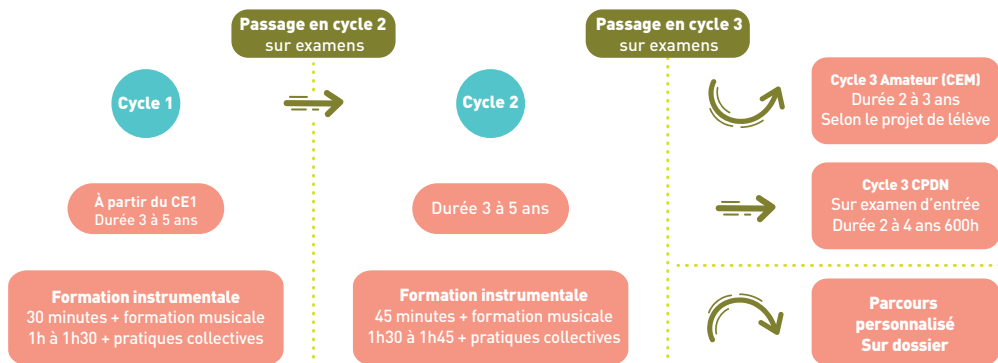 Passage en cycle 2
sur examens
Passage en cycle 3
sur examens
Cycle 1
Cycle 2
Cycle 3 Amateur (CEM)
Durée 2 à 3 ans
Selon le projet de lélève
À partir du CE1
Durée 3 à 5 ans
Durée 3 à 5 ans
Cycle 3 CPDN
Sur examen d’entrée
Durée 2 à 4 ans 600h
Formation instrumentale
30 minutes + formation musicale
1h à 1h30 + pratiques collectives
Formation instrumentale
45 minutes + formation musicale
1h30 à 1h45 + pratiques collectives
Parcours
personnalisé
Sur dossier